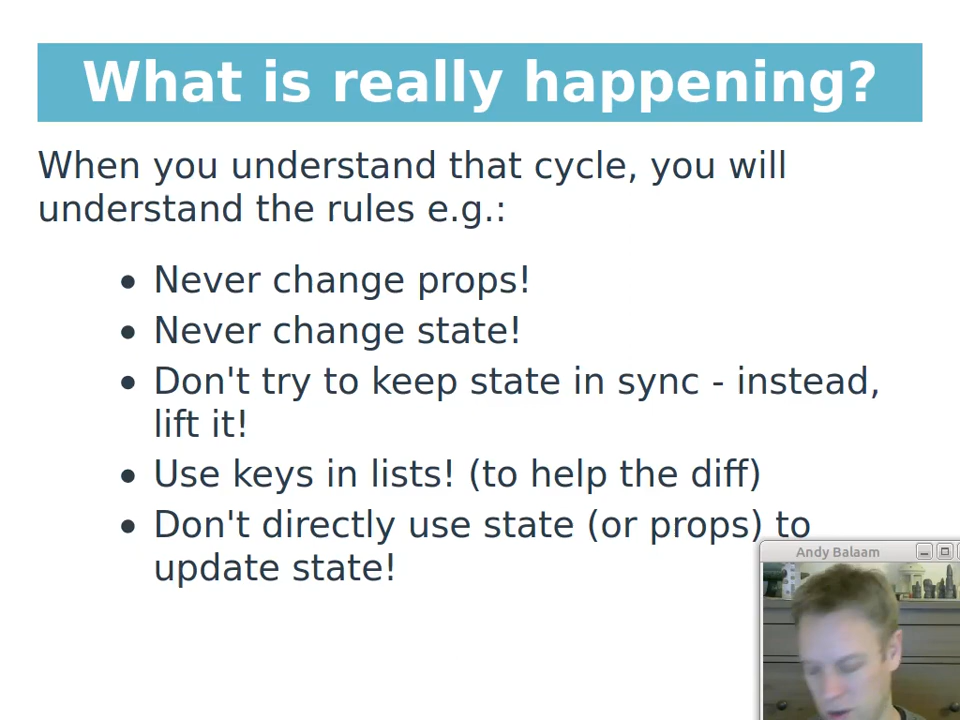 What is really happening?
When you understand that cycle, you will
understand the rules e.g.:
• Never change props!
• Never change state!
• Don't try to keep state in sync - instead,
lift it!
• Use keys in lists! (to help the diff)
• Don't directly use state (or props) to
update state!
Andy Balaam